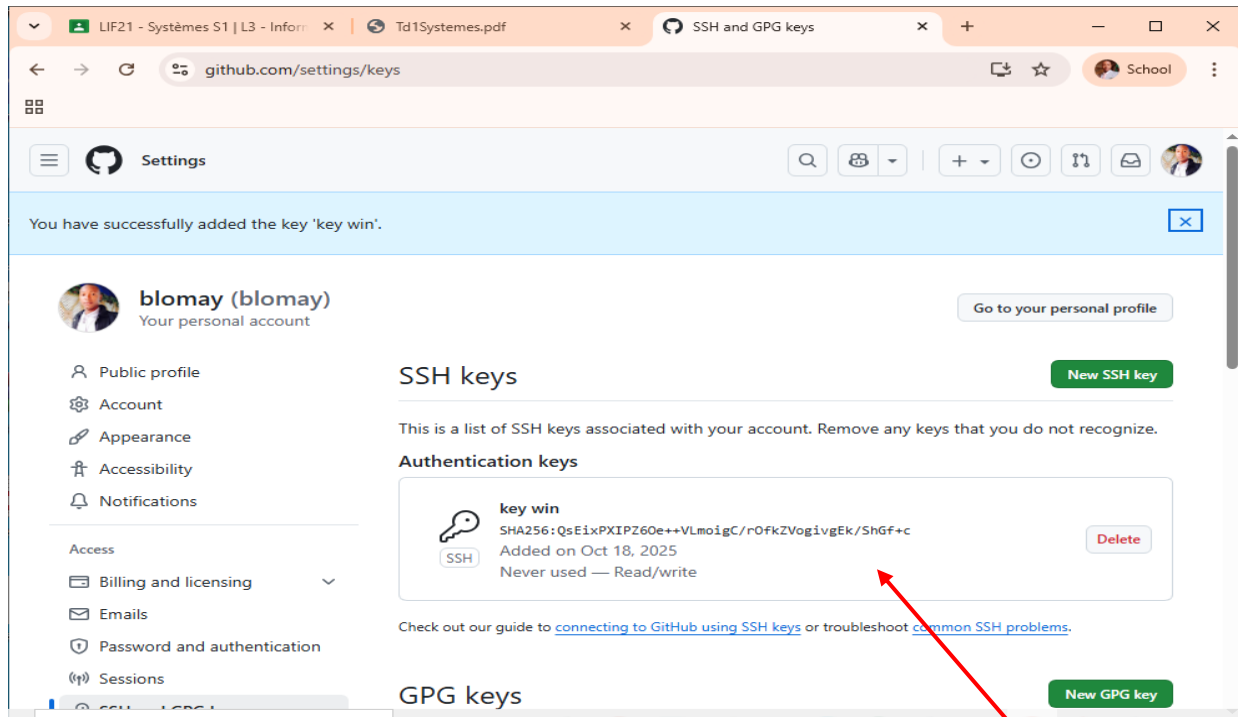 LIF21 - Systèmes S1 | L3 - Inforr
Td1Systemes.pdf
SSH and GPG keys
github.com/settings/keys
School
Settings
You have successfully added the key 'key win'.
blomay (blomay)
Your personal account
Go to your personal profile
Public profile
Account
Appearance
Accessibility
Notifications
Access
Billing and licensing
Emails
Password and authentication
Sessions
SSH and GPG keys
SSH keys
New SSH key
This is a list of SSH keys associated with your account. Remove any keys that you do not recognize.
Authentication keys
key win
SHA256:QsEixPXIPZ6Oe++VLmoigC/rOfkZVogivgEk/ShGf+c
SSH
Added on Oct 18, 2025
Never used — Read/write
Delete
Check out our guide to connecting to GitHub using SSH keys or troubleshoot common SSH problems.
GPG keys
New GPG key